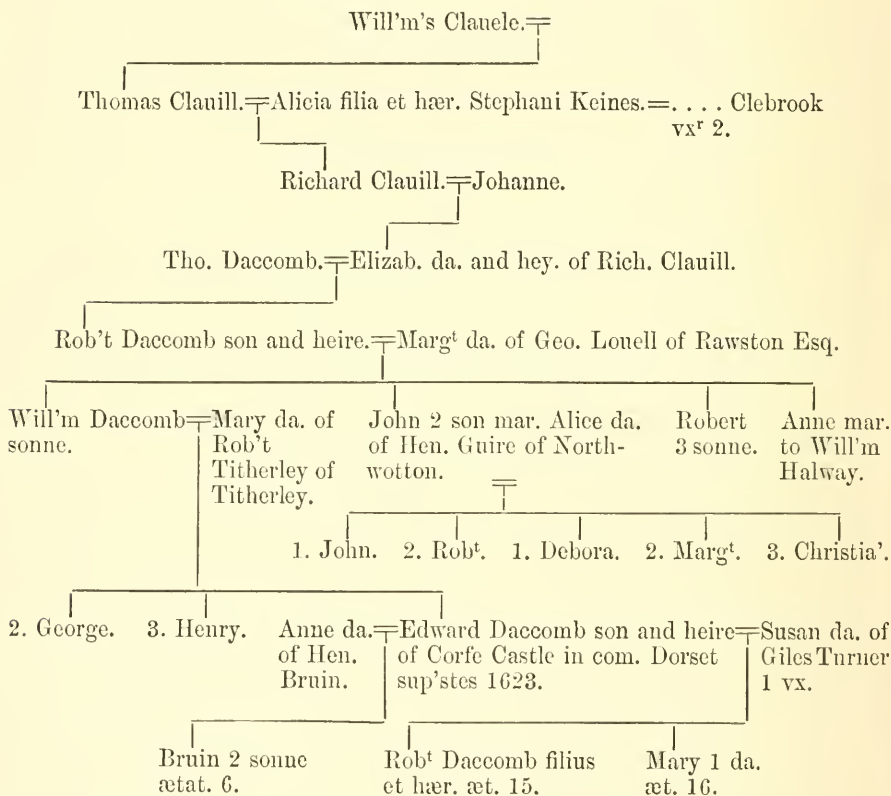 Will'm's Clauele.
Thomas Clauill. Alicia filia et hær. Stephani Keines. = . . . . Clebrook
vxʳ 2.
Richard Clauill. Johanne.
Tho. Daccomb. Elizab. da. and hey. of Rich. Clauill.
Rob't Daccomb son and heire. Margᵗ da. of Geo. Louell of Rawston Esq.
Will'm Daccomb
sonne.
Mary da. of
Rob't
Titherley of
Titherley.
John 2 son mar. Alice da.
of Hen. Guire of North-
wotton.
Robert
3 sonne.
Anne mar.
to Will'm
Halway.
1. John. 2. Robᵗ. 1. Debora. 2. Margᵗ. 3. Christia'.
2. George. 3. Henry.
Anne da.
of Hen.
Bruin.
Edward Daccomb son and heire
of Corfe Castle in com. Dorset
sup'stes 1623.
Susan da. of
Giles Turner
1 vx.
Bruin 2 sonne
ætat. 6.
Robᵗ Daccomb filius
et hær. æt. 15.
Mary 1 da.
æt. 16.